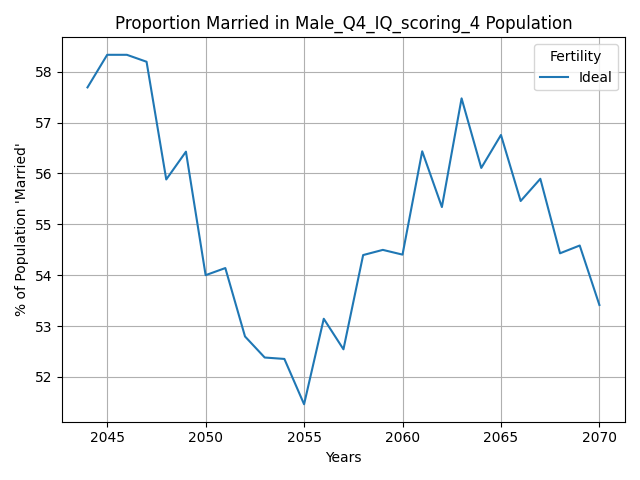 Proportion Married in Male_Q4_IQ_scoring_4 Population
Fertility
Ideal
58
57
56
55
54
53
52
% of Population 'Married'
2045 2050 2055 2060 2065 2070
Years